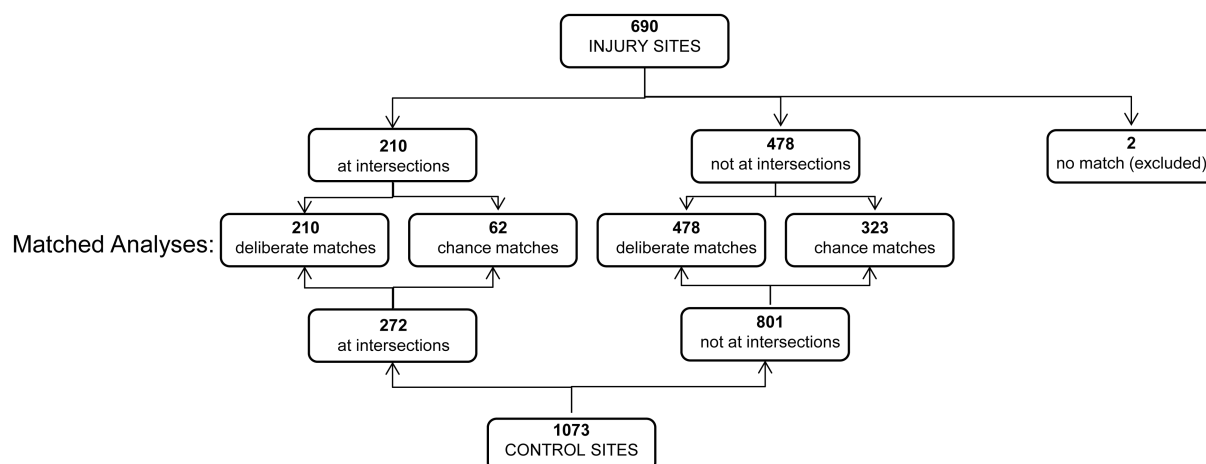 690
INJURY SITES
210
at intersections
478
not at intersections
2
no match (excluded)
Matched Analyses:
210
deliberate matches
62
chance matches
478
deliberate matches
323
chance matches
272
at intersections
801
not at intersections
1073
CONTROL SITES